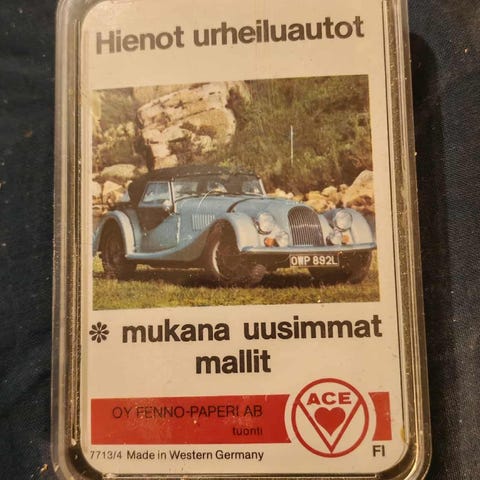 Hienot urheiluautot
OWP 892L
* mukana uusimmat
mallit
OY FENNO-PAPERI AB
tuonti
ACE
7713/4 Made in Western Germany
FI